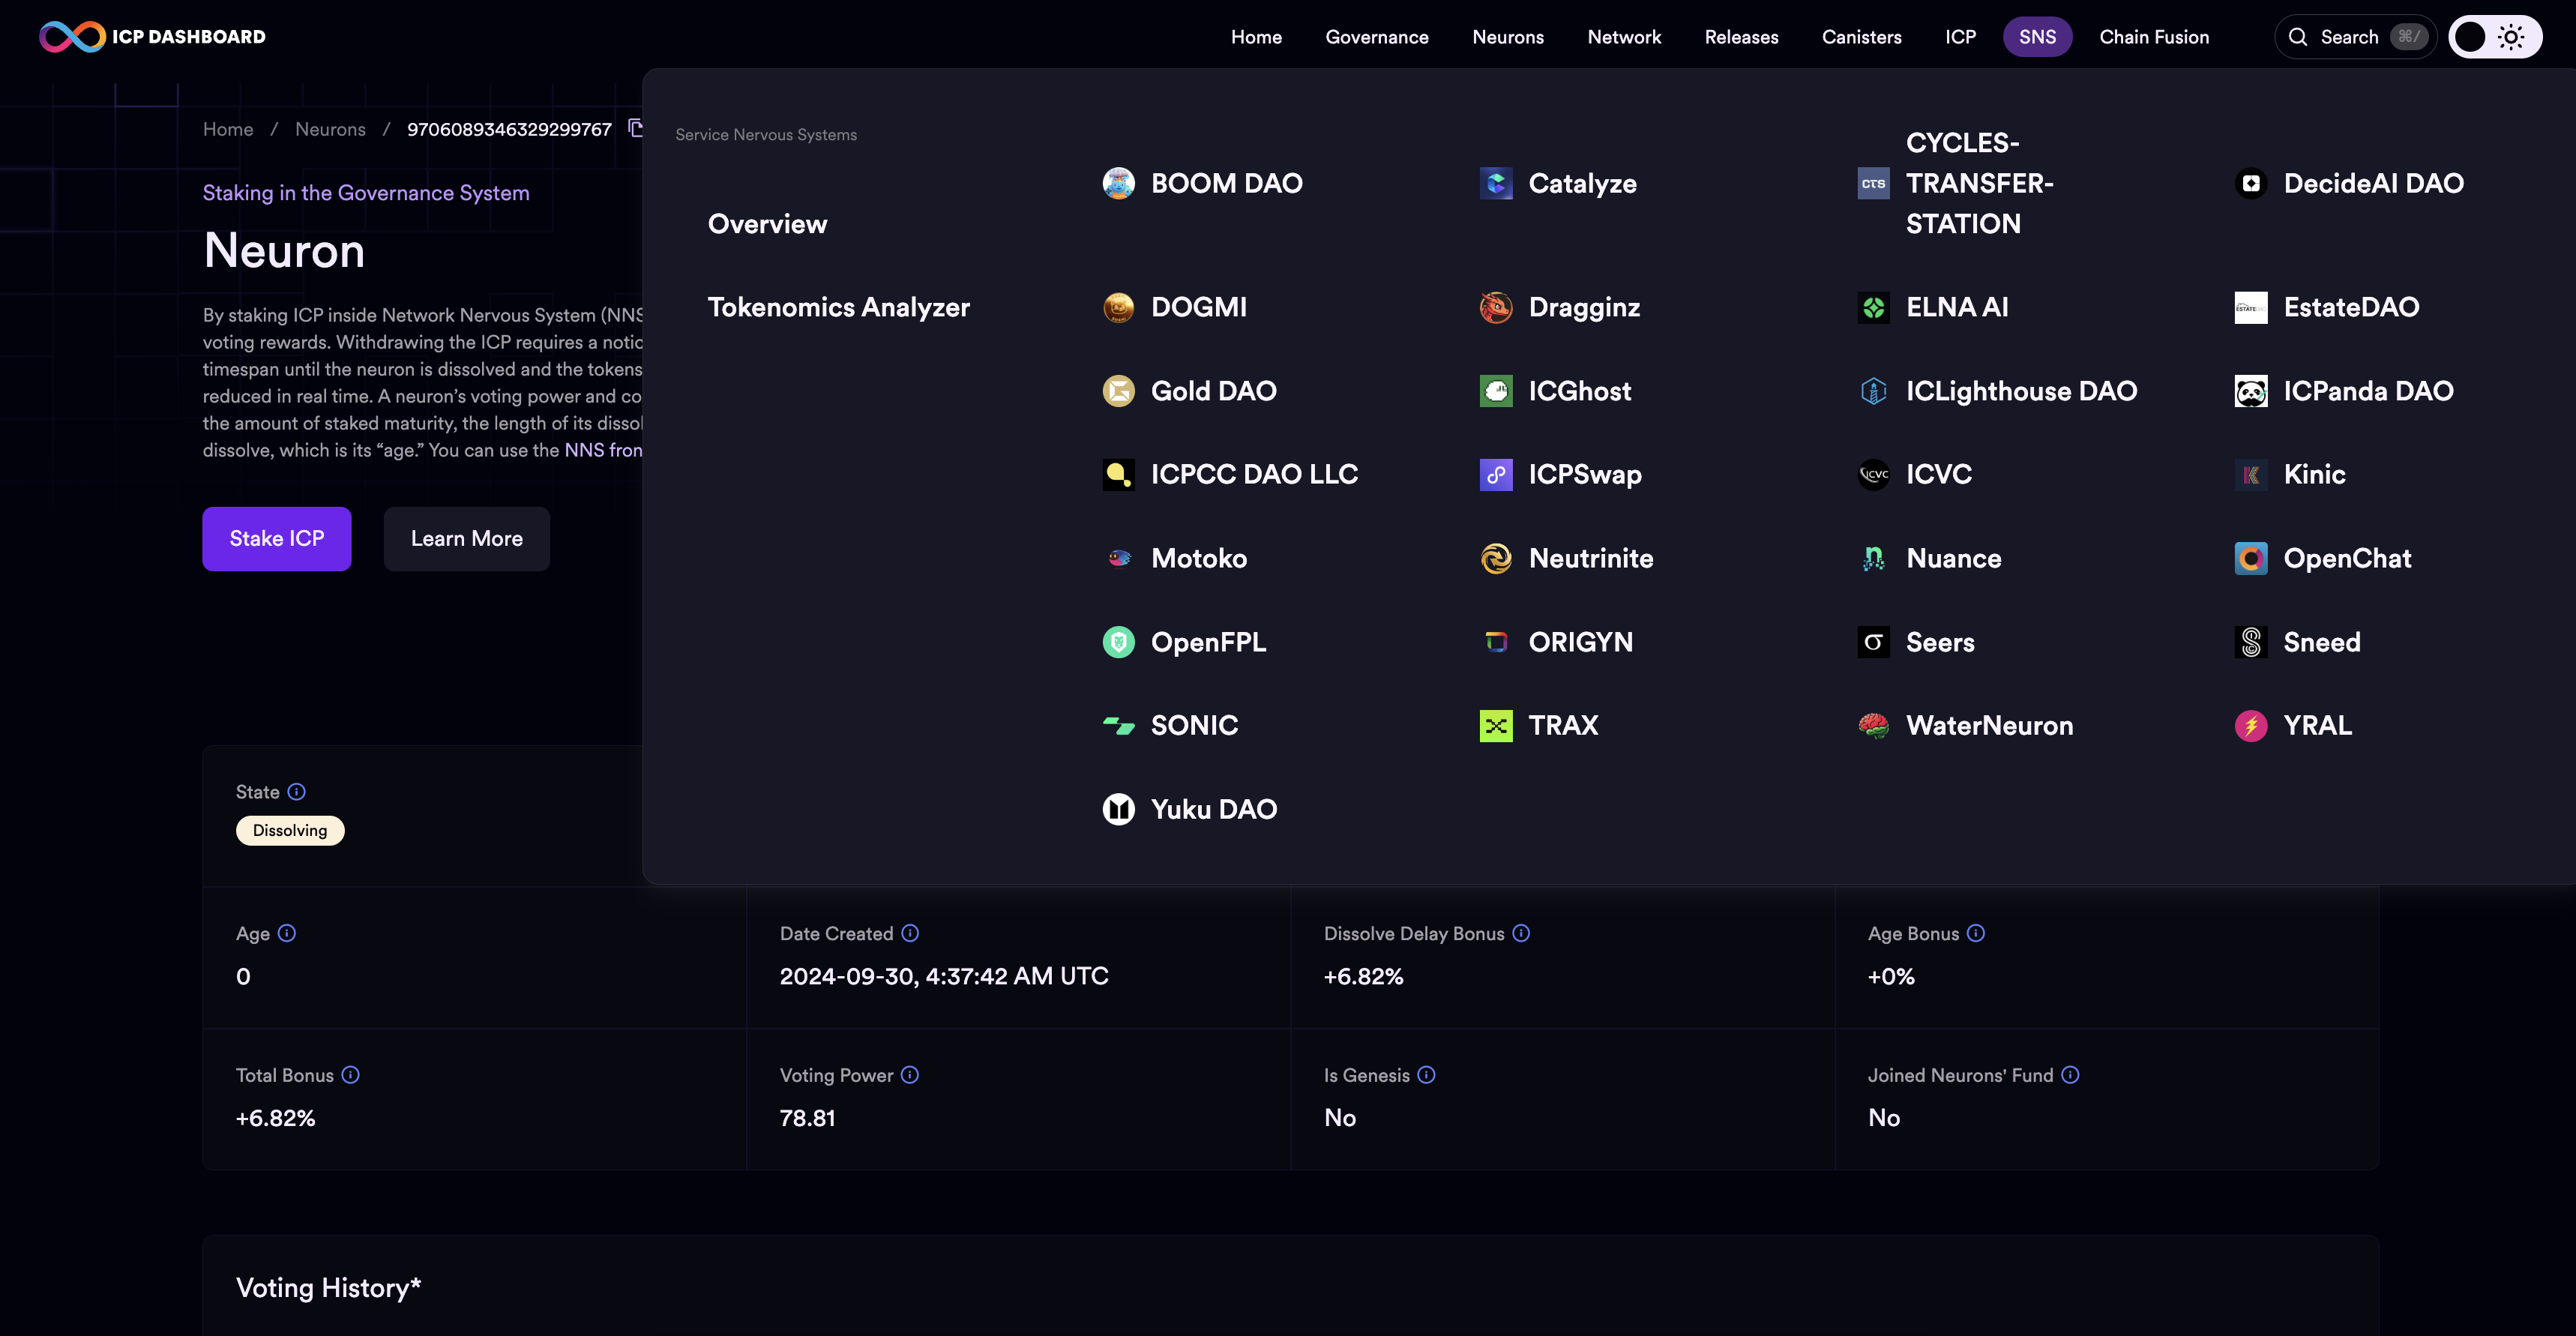 ICP DASHBOARD
Home
Governance
Neurons
Network
Releases
Canisters
ICP
SNS
Chain Fusion
Search ⌘/
Home / Neurons / 9706089346329299767
Staking in the Governance System
Neuron
By staking ICP inside Network Nervous System (NNS
voting rewards. Withdrawing the ICP requires a notic
timespan until the neuron is dissolved and the tokens
reduced in real time. A neuron’s voting power and co
the amount of staked maturity, the length of its dissol
dissolve, which is its “age.” You can use the NNS fron
Stake ICP
Learn More
Service Nervous Systems
Overview
Tokenomics Analyzer
BOOM DAO
Catalyze
CTS
CYCLES-
TRANSFER-
STATION
DecideAI DAO
DOGMI
Dragginz
ELNA AI
EstateDAO
Gold DAO
ICGhost
ICLighthouse DAO
ICPanda DAO
ICPCC DAO LLC
ICPSwap
ICVC
ICVC
Kinic
Motoko
Neutrinite
Nuance
OpenChat
OpenFPL
ORIGYN
Seers
Sneed
SONIC
TRAX
WaterNeuron
YRAL
Yuku DAO
State
Dissolving
Age
0
Date Created
2024-09-30, 4:37:42 AM UTC
Dissolve Delay Bonus
+6.82%
Age Bonus
+0%
Total Bonus
+6.82%
Voting Power
78.81
Is Genesis
No
Joined Neurons' Fund
No
Voting History*